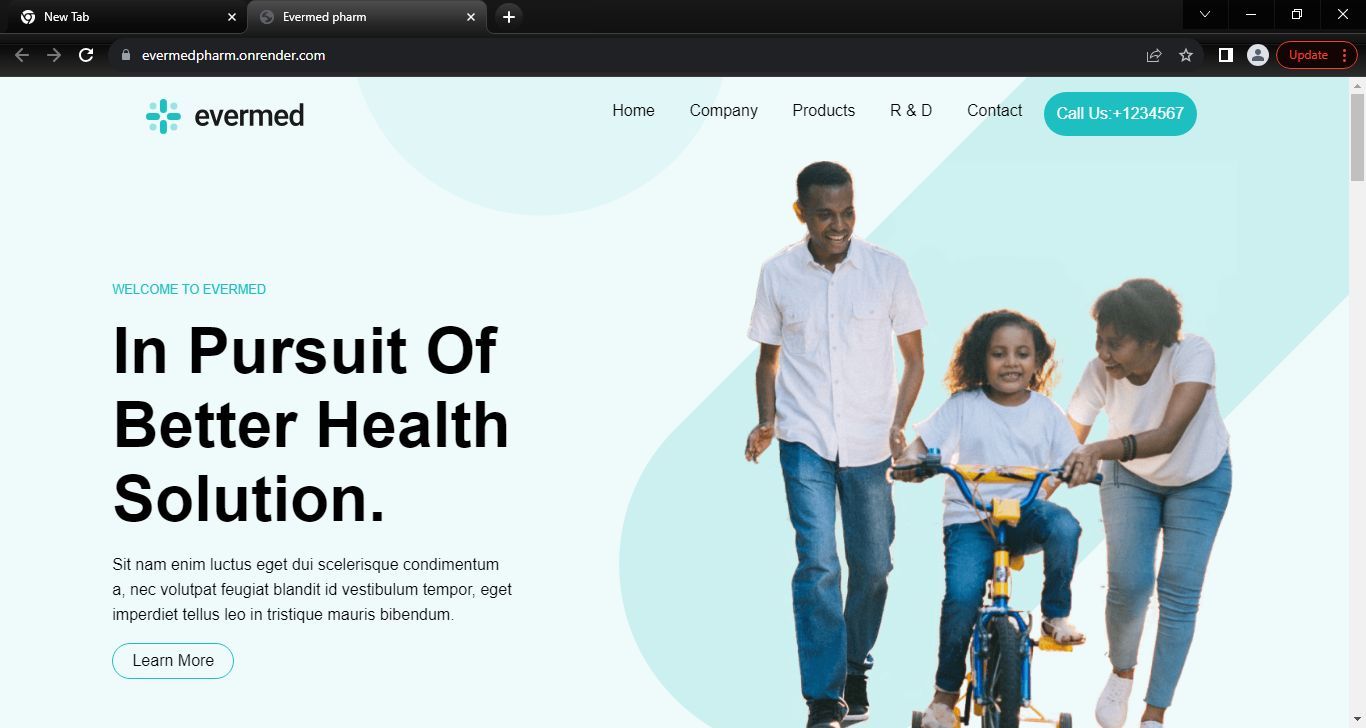 New Tab
Evermed pharm
evermedpharm.onrender.com
Update
evermed
Home
Company
Products
R & D
Contact
Call Us:+1234567
WELCOME TO EVERMED
In Pursuit Of
Better Health
Solution.
Sit nam enim luctus eget dui scelerisque condimentum
a, nec volutpat feugiat blandit id vestibulum tempor, eget
imperdiet tellus leo in tristique mauris bibendum.
Learn More